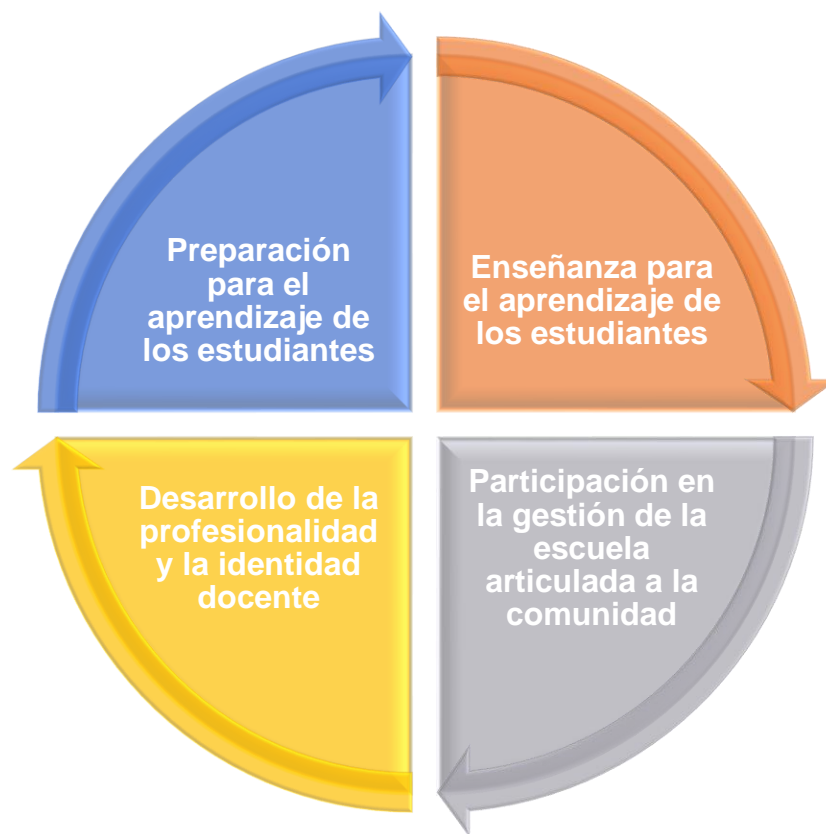 Preparación
para el
aprendizaje de
los estudiantes
Enseñanza para
el aprendizaje de
los estudiantes
Desarrollo de la
profesionalidad
y la identidad
docente
Participación en
la gestión de la
escuela
articulada a la
comunidad